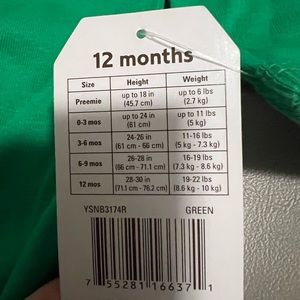 12 months
Size Height Weight
Preemie up to 18 in (45.7 cm) up to 6 lbs (2.7 kg)
0-3 mos up to 24 in (61 cm) up to 11 lbs (5 kg)
3-6 mos 24-26 in (61 cm - 66 cm) 11-16 lbs (5 kg - 7.3 kg)
6-9 mos 26-28 in (66 cm - 71.1 cm) 16-19 lbs (7.3 kg - 8.6 kg)
12 mos 28-30 in (71.1 cm - 76.2 cm) 19-22 lbs (8.6 kg - 10 kg)
YSNB3174R GREEN
7 55281 16637 1